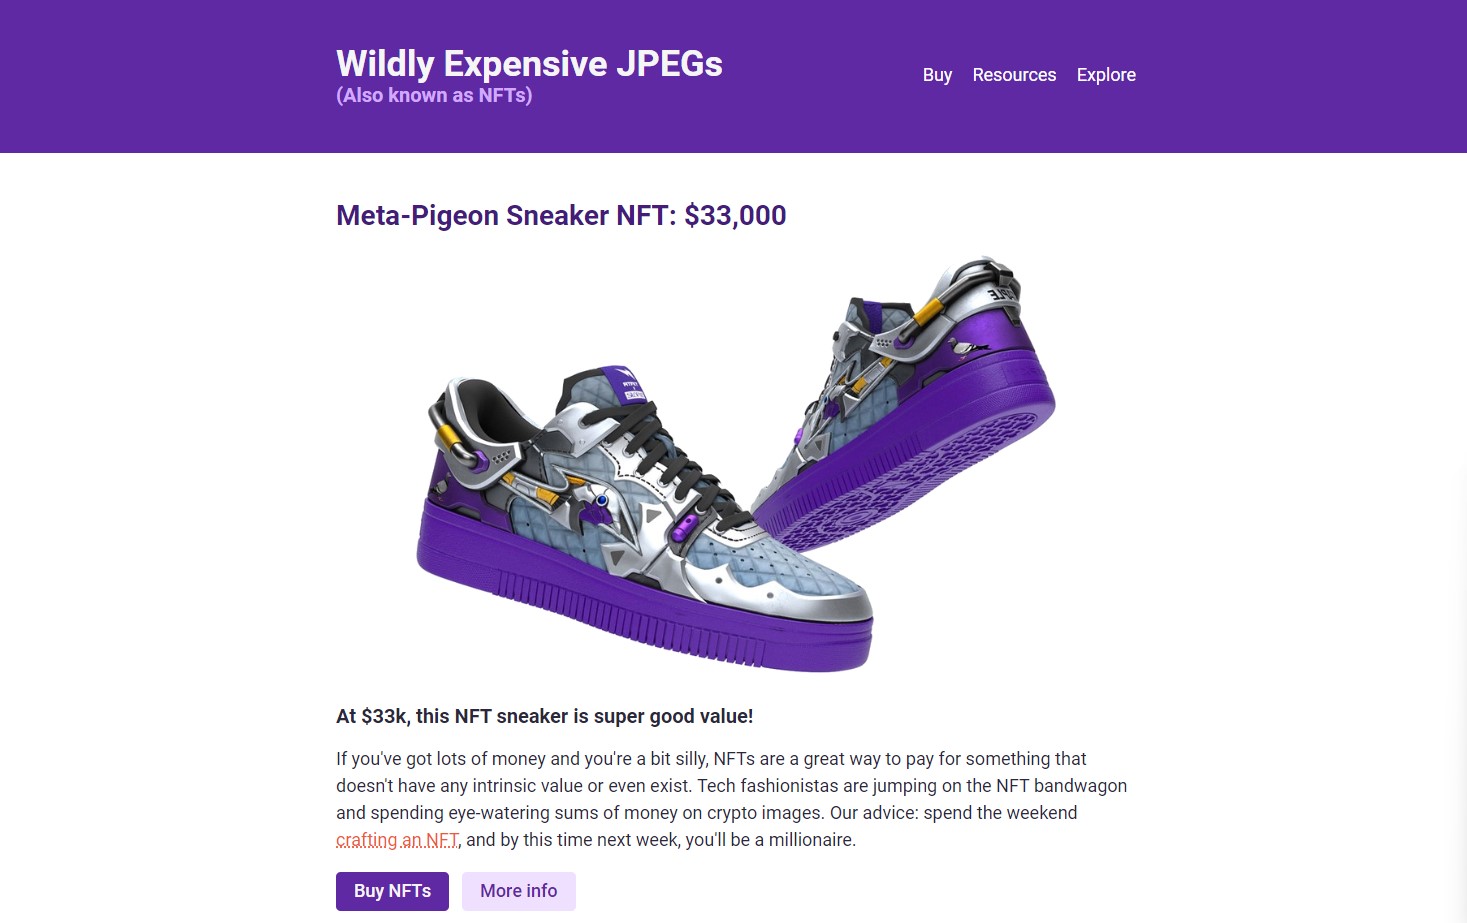 Wildly Expensive JPEGs
(Also known as NFTs)
Buy Resources Explore
Meta-Pigeon Sneaker NFT: $33,000
At $33k, this NFT sneaker is super good value!
If you've got lots of money and you're a bit silly, NFTs are a great way to pay for something that
doesn't have any intrinsic value or even exist. Tech fashionistas are jumping on the NFT bandwagon
and spending eye-watering sums of money on crypto images. Our advice: spend the weekend
crafting an NFT, and by this time next week, you'll be a millionaire.
Buy NFTs
More info